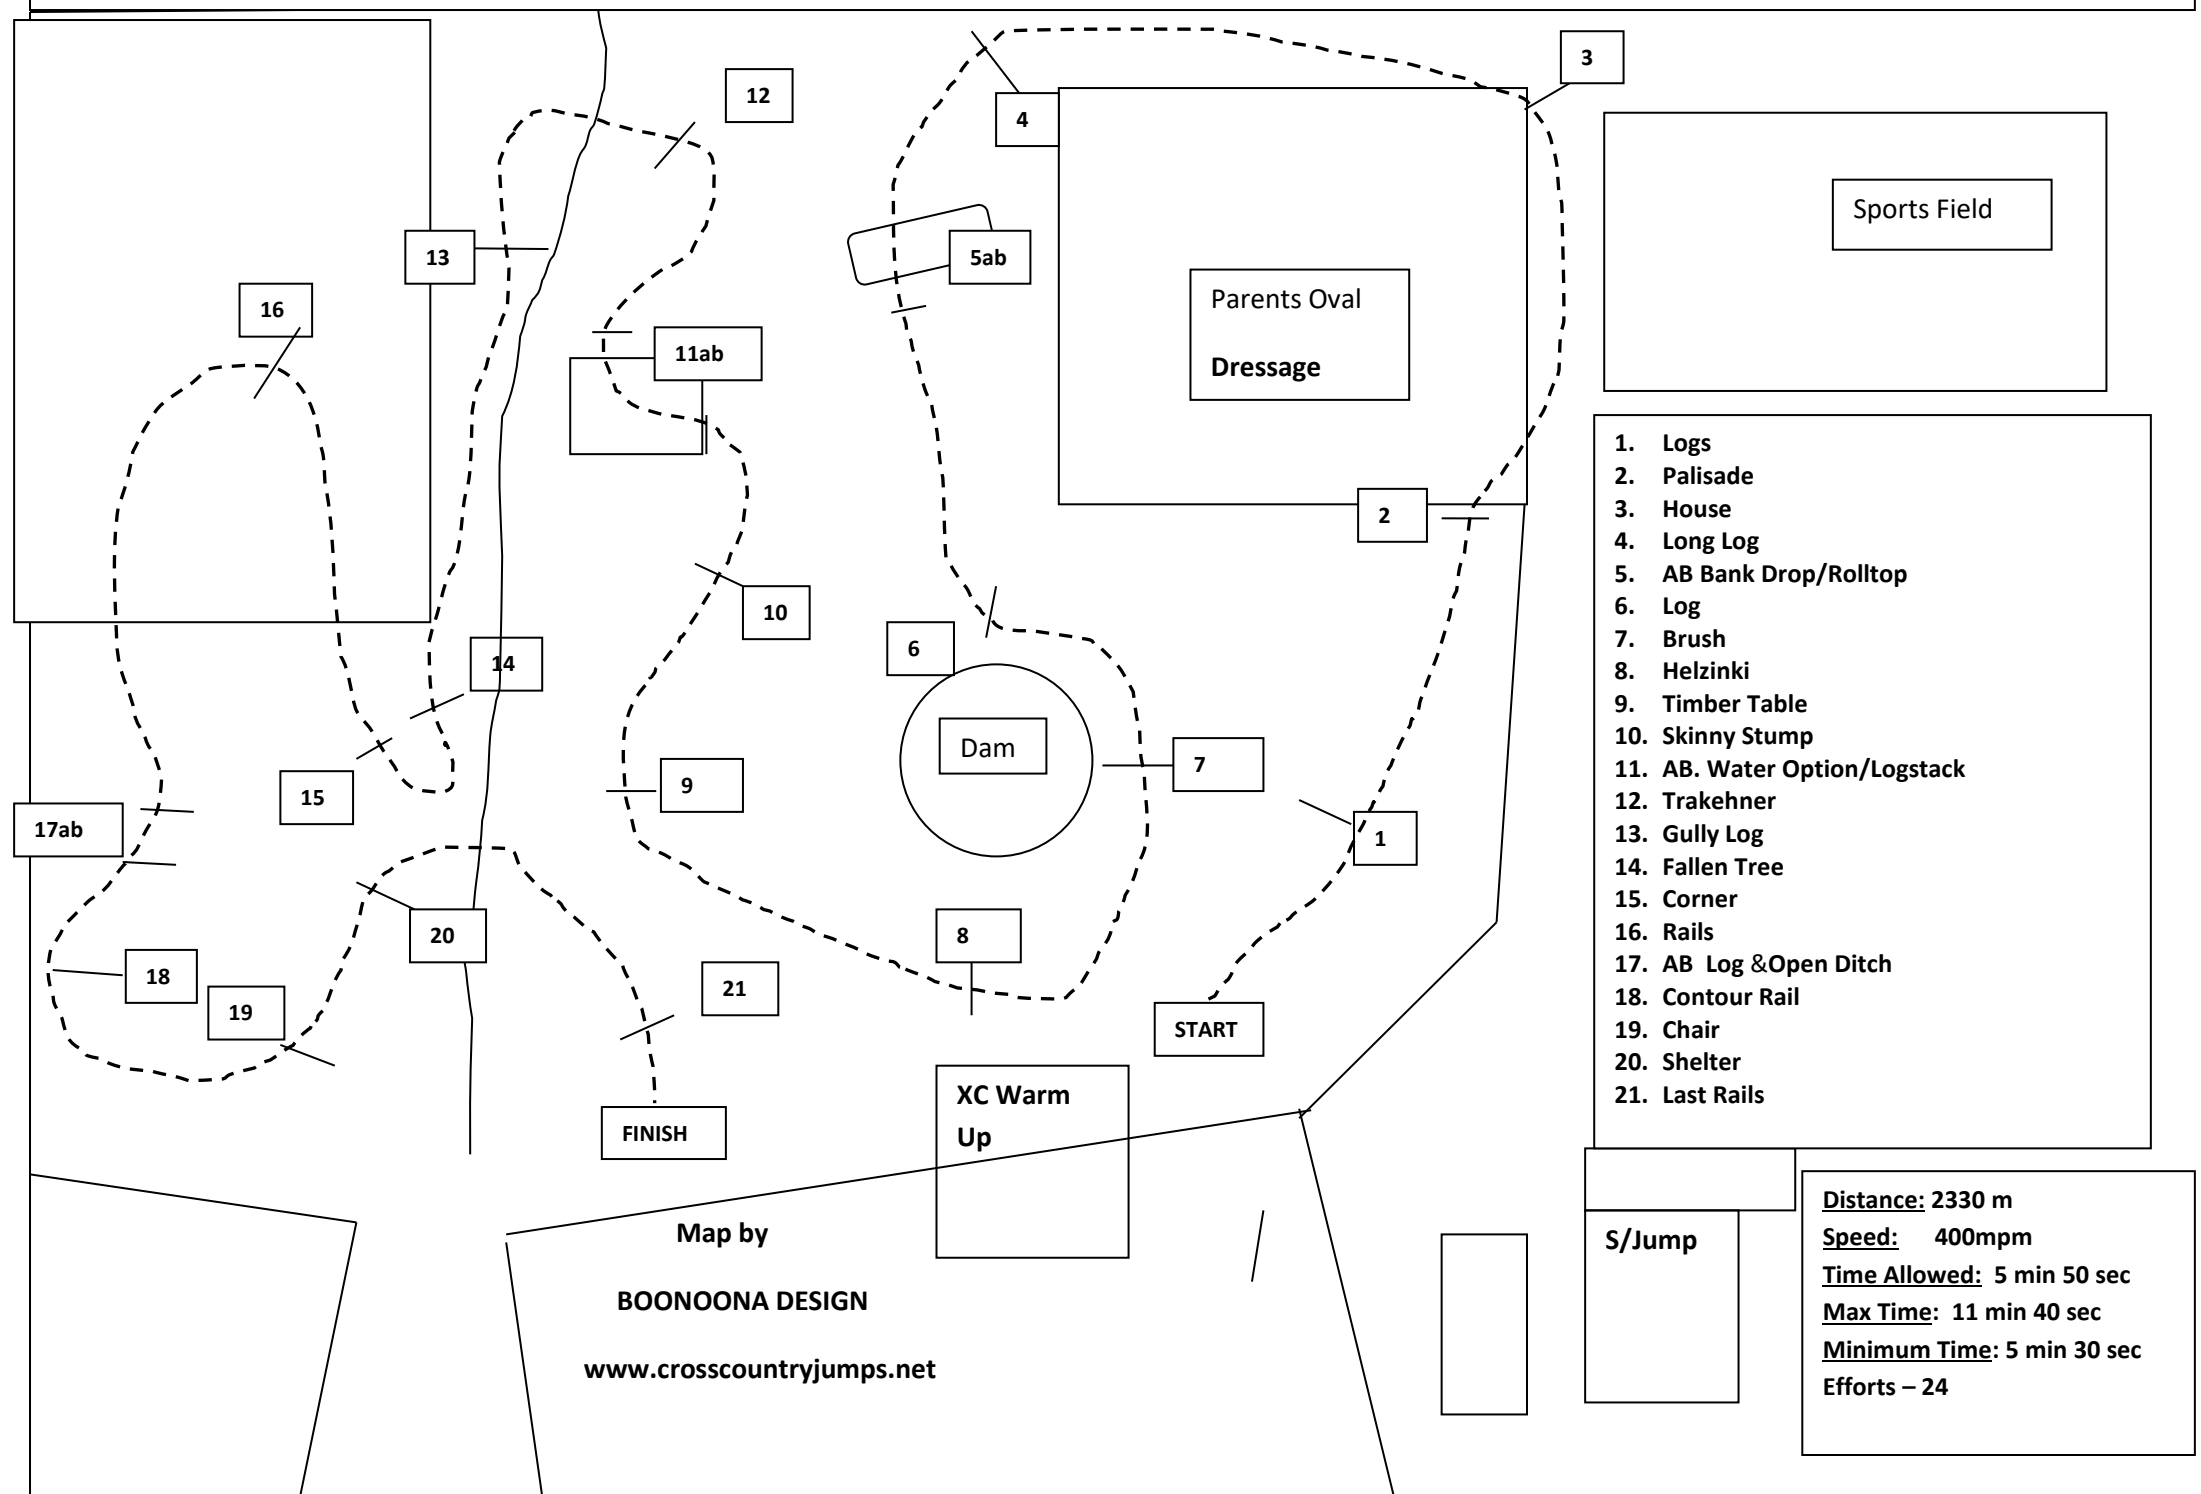 3
12
4
Sports Field
13
5ab
16
Parents Oval
Dressage
11ab
1. Logs
2. Palisade
3. House
4. Long Log
5. AB Bank Drop/Rolltop
6. Log
7. Brush
8. Helzinki
9. Timber Table
10. Skinny Stump
11. AB. Water Option/Logstack
12. Trakehner
13. Gully Log
14. Fallen Tree
15. Corner
16. Rails
17. AB Log &Open Ditch
18. Contour Rail
19. Chair
20. Shelter
21. Last Rails
2
10
6
14
Dam
7
9
15
17ab
1
20
8
18
21
19
START
XC Warm
Up
FINISH
Map by
BOONOONA DESIGN
www.crosscountryjumps.net
S/Jump
Distance: 2330 m
Speed: 400mpm
Time Allowed: 5 min 50 sec
Max Time: 11 min 40 sec
Minimum Time: 5 min 30 sec
Efforts – 24